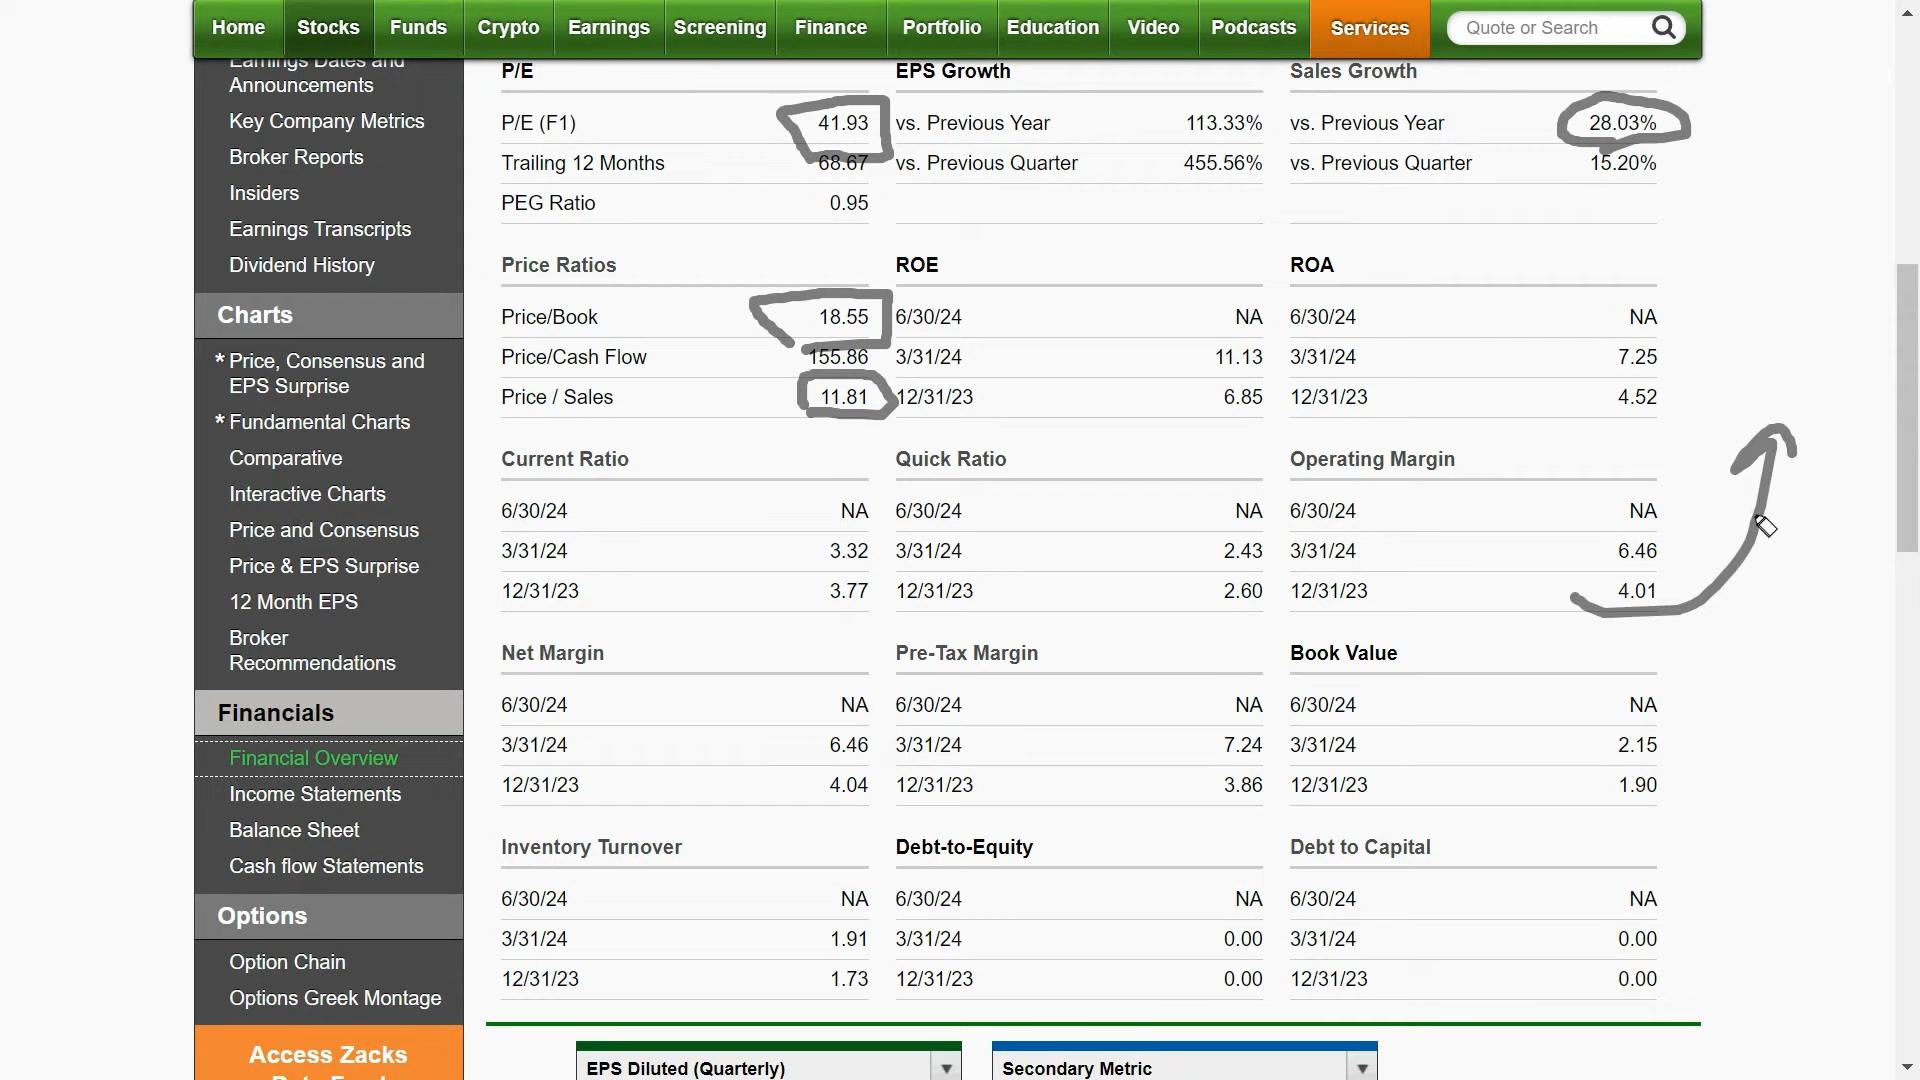 Home Stocks Funds Crypto Earnings Screening Finance Portfolio Education Video Podcasts Services Quote or Search
Earnings Dates and
Announcements
Key Company Metrics
Broker Reports
Insiders
Earnings Transcripts
Dividend History
Charts
* Price, Consensus and
EPS Surprise
* Fundamental Charts
Comparative
Interactive Charts
Price and Consensus
Price & EPS Surprise
12 Month EPS
Broker
Recommendations
Financials
Financial Overview
Income Statements
Balance Sheet
Cash flow Statements
Options
Option Chain
Options Greek Montage
Access Zacks
P/E EPS Growth Sales Growth
P/E (F1) 41.93 vs. Previous Year 113.33% vs. Previous Year 28.03%
Trailing 12 Months 68.67 vs. Previous Quarter 455.56% vs. Previous Quarter 15.20%
PEG Ratio 0.95
Price Ratios ROE ROA
Price/Book 18.55 6/30/24 NA 6/30/24 NA
Price/Cash Flow 155.86 3/31/24 11.13 3/31/24 7.25
Price / Sales 11.81 12/31/23 6.85 12/31/23 4.52
Current Ratio Quick Ratio Operating Margin
6/30/24 NA 6/30/24 NA 6/30/24 NA
3/31/24 3.32 3/31/24 2.43 3/31/24 6.46
12/31/23 3.77 12/31/23 2.60 12/31/23 4.01
Net Margin Pre-Tax Margin Book Value
6/30/24 NA 6/30/24 NA 6/30/24 NA
3/31/24 6.46 3/31/24 7.24 3/31/24 2.15
12/31/23 4.04 12/31/23 3.86 12/31/23 1.90
Inventory Turnover Debt-to-Equity Debt to Capital
6/30/24 NA 6/30/24 NA 6/30/24 NA
3/31/24 1.91 3/31/24 0.00 3/31/24 0.00
12/31/23 1.73 12/31/23 0.00 12/31/23 0.00
EPS Diluted (Quarterly) Secondary Metric